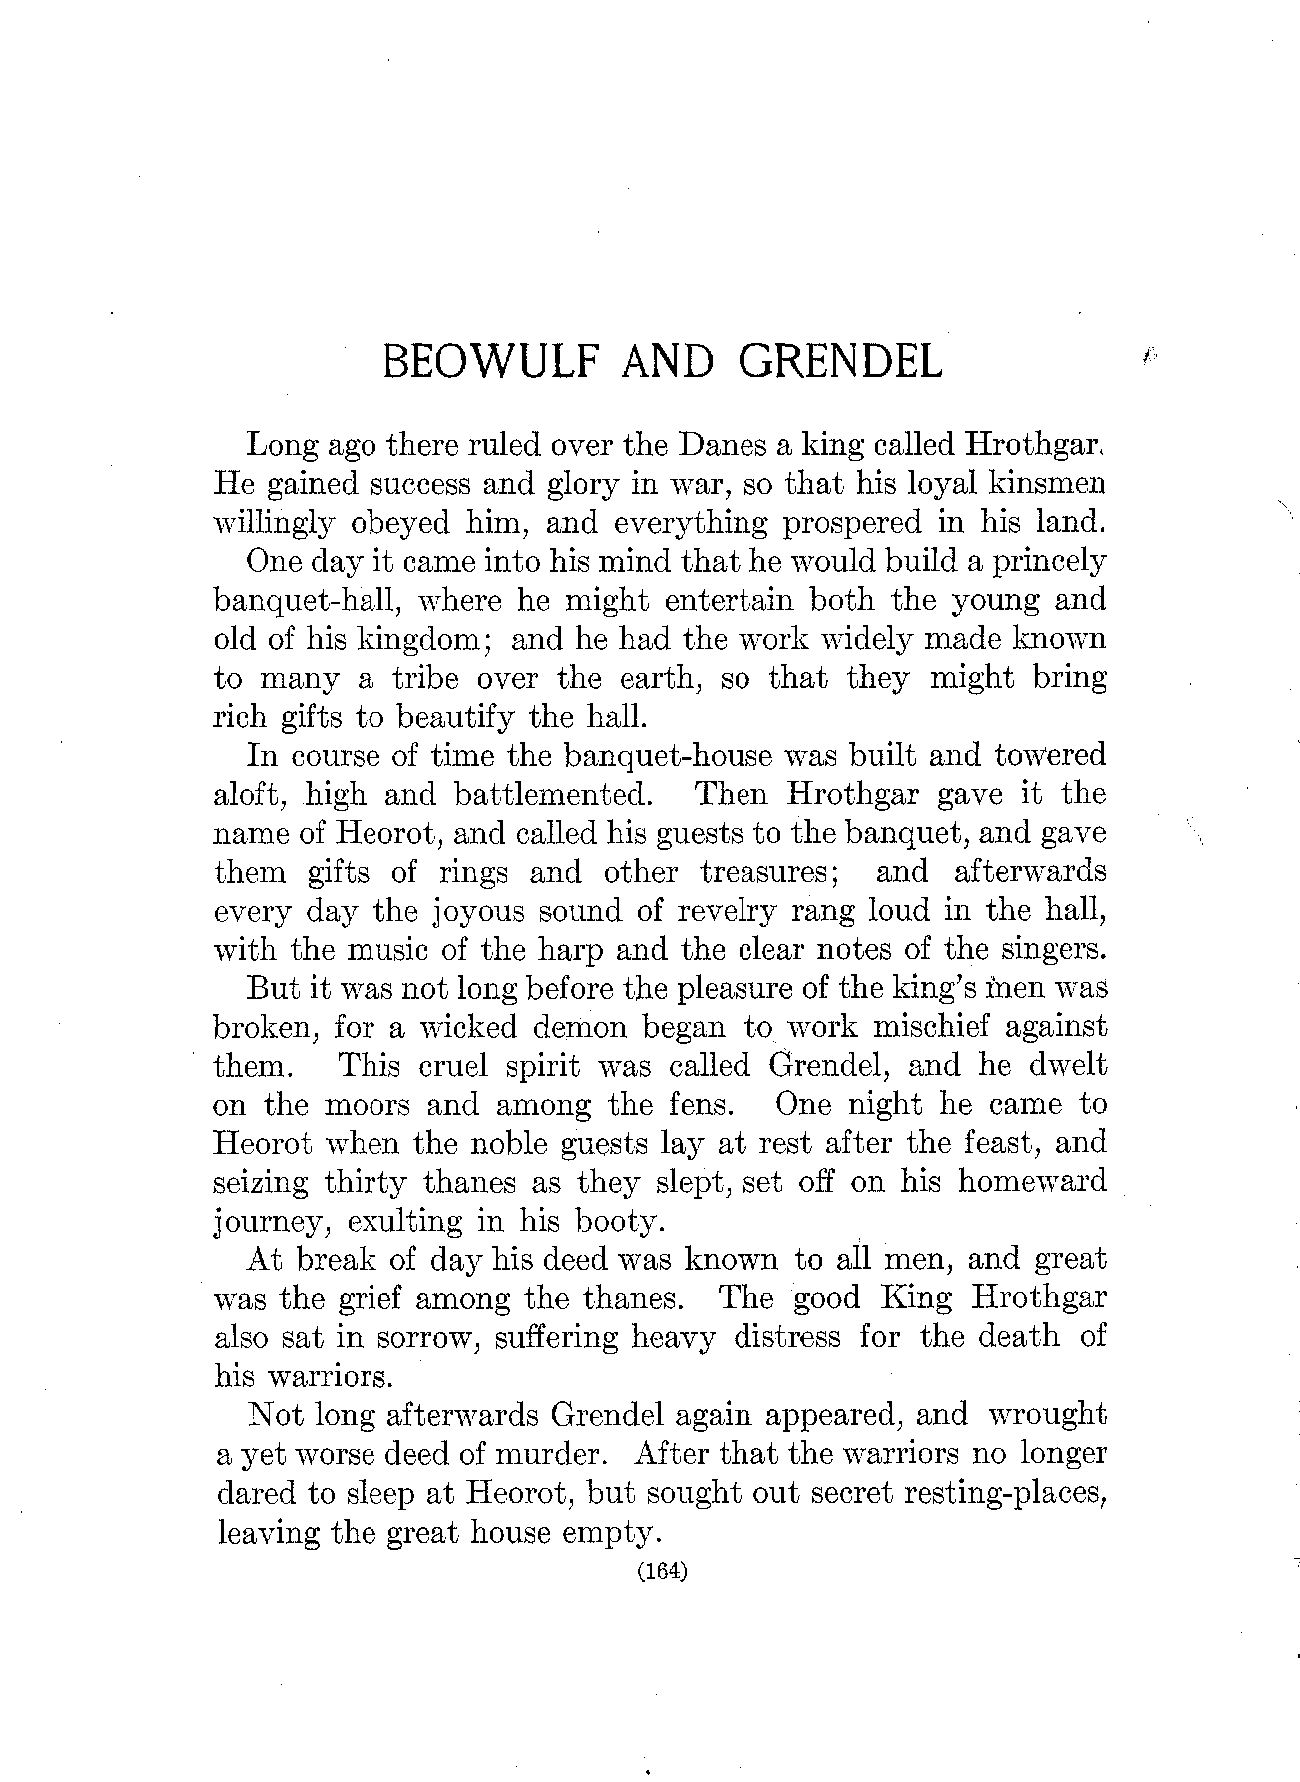 BEOWULF AND GRENDEL
Long ago there ruled over the Danes a king called Hrothgar.
He gained success and glory in war, so that his loyal kinsmen
willingly obeyed him, and everything prospered in his land.
One day it came into his mind that he would build a princely
banquet-hall, where he might entertain both the young and
old of his kingdom; and he had the work widely made known
to many a tribe over the earth, so that they might bring
rich gifts to beautify the hall.
In course of time the banquet-house was built and towered
aloft, high and battlemented. Then Hrothgar gave it the
name of Heorot, and called his guests to the banquet, and gave
them gifts of rings and other treasures; and afterwards
every day the joyous sound of revelry rang loud in the hall,
with the music of the harp and the clear notes of the singers.
But it was not long before the pleasure of the king's men was
broken, for a wicked demon began to work mischief against
them. This cruel spirit was called Grendel, and he dwelt
on the moors and among the fens. One night he came to
Heorot when the noble guests lay at rest after the feast, and
seizing thirty thanes as they slept, set off on his homeward
journey, exulting in his booty.
At break of day his deed was known to all men, and great
was the grief among the thanes. The good King Hrothgar
also sat in sorrow, suffering heavy distress for the death of
his warriors.
Not long afterwards Grendel again appeared, and wrought
a yet worse deed of murder. After that the warriors no longer
dared to sleep at Heorot, but sought out secret resting-places,
leaving the great house empty.
(164)